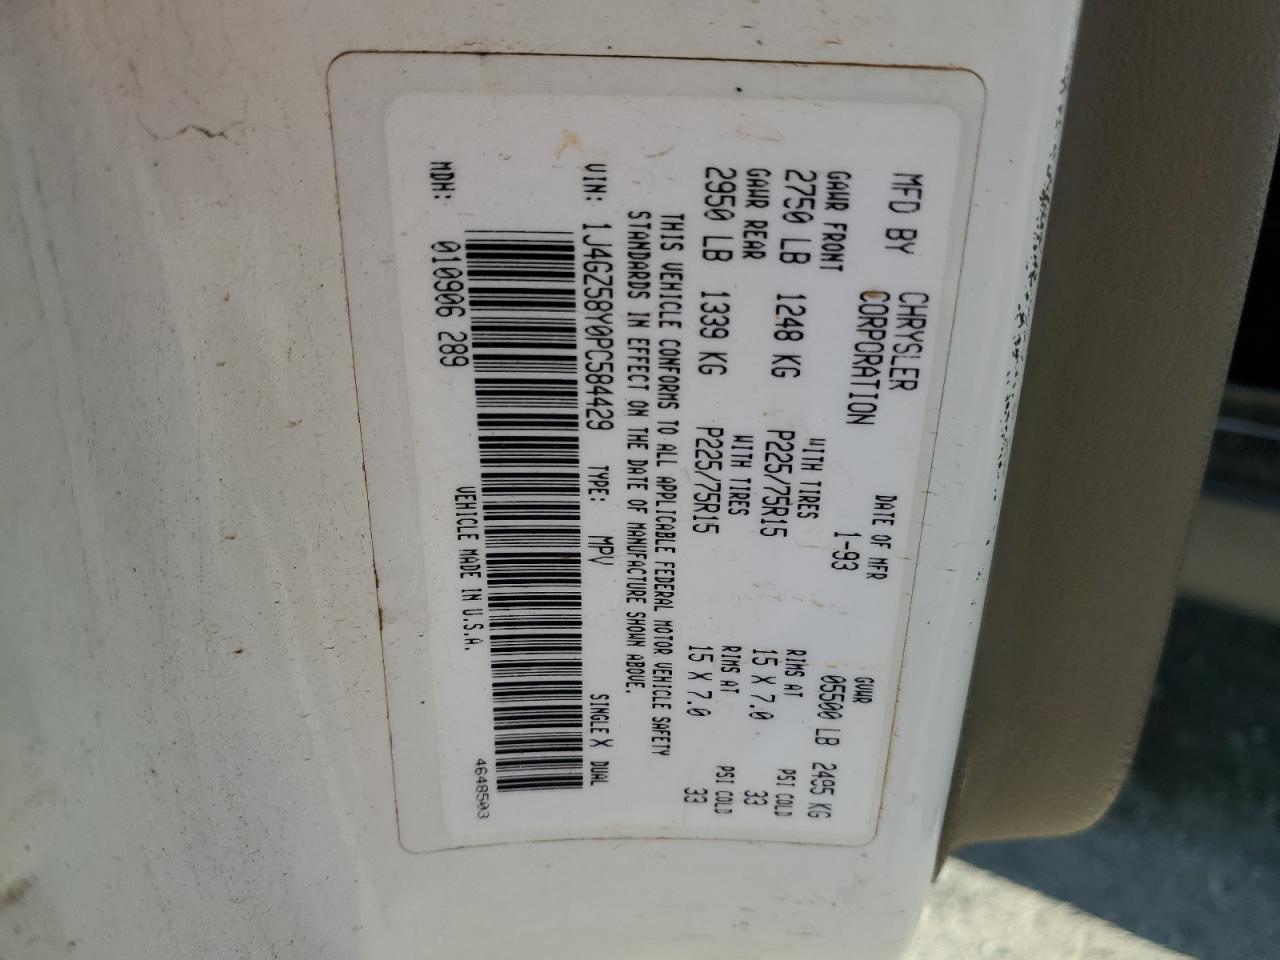 MFD BY CHRYSLER CORPORATION DATE OF MFR 1-93 GVWR 05500 LB 2495 KG
GAWR FRONT WITH TIRES RIMS AT PSI COLD
2750 LB 1248 KG P225/75R15 15 X 7.0 33
GAWR REAR WITH TIRES RIMS AT PSI COLD
2950 LB 1339 KG P225/75R15 15 X 7.0 33
THIS VEHICLE CONFORMS TO ALL APPLICABLE FEDERAL MOTOR VEHICLE SAFETY
STANDARDS IN EFFECT ON THE DATE OF MANUFACTURE SHOWN ABOVE.
VIN: 1J4GZ58Y0PC584429 TYPE: MPV SINGLE X DUAL
MDH: 010906 289 VEHICLE MADE IN U.S.A. 4648503